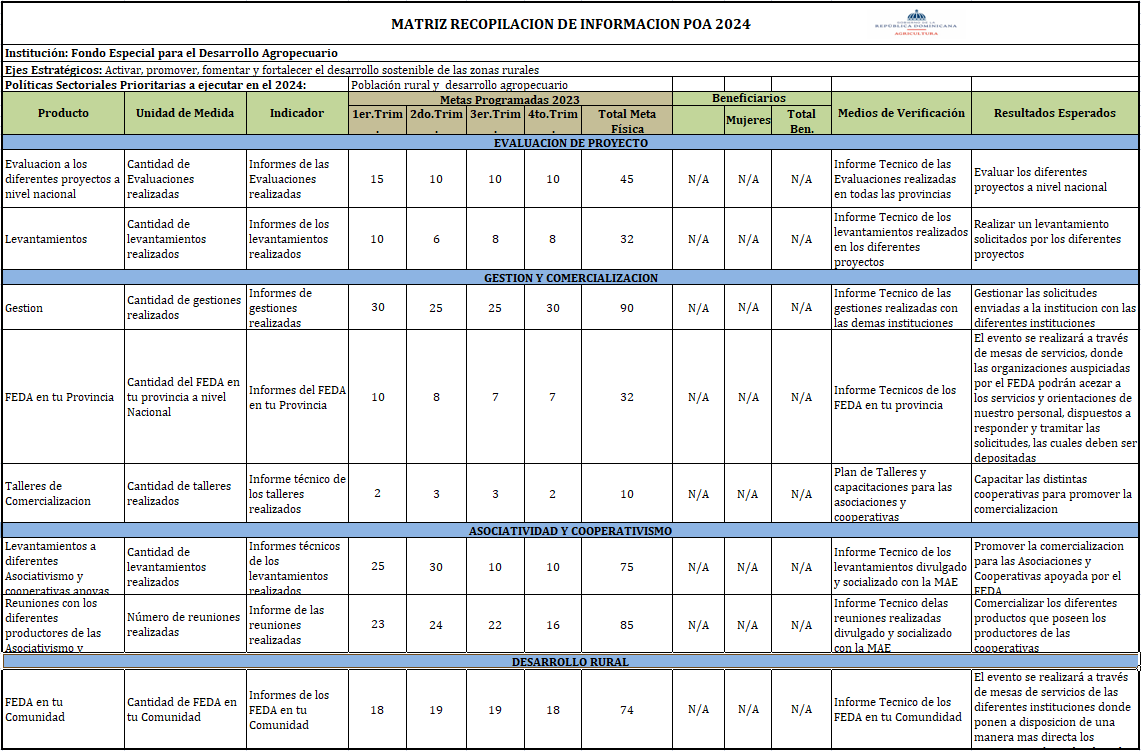 MATRIZ RECOPILACION DE INFORMACION POA 2024
REPÚBLICA DOMINICANA
AGRICULTURA
Institución: Fondo Especial para el Desarrollo Agropecuario
Ejes Estratégicos: Activar, promover, fomentar y fortalecer el desarrollo sostenible de las zonas rurales
Políticas Sectoriales Prioritarias a ejecutar en el 2024: Población rural y desarrollo agropecuario
Producto
Unidad de Medida
Indicador
Metas Programadas 2023
1er.Trim
.
2do.Trim
.
3er.Trim
.
4to.Trim
.
Total Meta
Física
Beneficiarios
Mujeres
Total
Ben.
Medios de Verificación
Resultados Esperados
EVALUACION DE PROYECTO
Evaluacion a los
diferentes proyectos a
nivel nacional
Cantidad de
Evaluaciones
realizadas
Informes de las
Evaluaciones
realizadas
15
10
10
10
45
N/A
N/A
N/A
Informe Tecnico de las
Evaluaciones realizadas
en todas las provincias
Evaluar los diferentes
proyectos a nivel nacional
Levantamientos
Cantidad de
levantamientos
realizados
Informes de los
levantamientos
realizados
10
6
8
8
32
N/A
N/A
N/A
Informe Tecnico de los
levantamientos realizados
en los diferentes
proyectos
Realizar un levantamiento
solicitados por los diferentes
proyectos
GESTION Y COMERCIALIZACION
Gestion
Cantidad de gestiones
realizados
Informes de
gestiones
realizadas
30
25
25
30
90
N/A
N/A
N/A
Informe Tecnico de las
gestiones realizadas con
las demas instituciones
Gestionar las solicitudes
enviadas a la institucion con las
diferentes instituciones
FEDA en tu Provincia
Cantidad del FEDA en
tu provincia a nivel
Nacional
Informes del FEDA
en tu Provincia
10
8
7
7
32
N/A
N/A
N/A
Informe Tecnicos de los
FEDA en tu provincia
El evento se realizará a través
de mesas de servicios, donde
las organizaciones auspiciadas
por el FEDA podrán acezar a
los servicios y orientaciones de
nuestro personal, dispuestos a
responder y tramitar las
solicitudes, las cuales deben ser
depositadas
Talleres de
Comercializacion
Cantidad de talleres
realizados
Informe técnico de
los talleres
realizados
2
3
3
2
10
N/A
N/A
N/A
Plan de Talleres y
capacitaciones para las
asociaciones y
cooperativas
Capacitar las distintas
cooperativas para promover la
comercializacion
ASOCIATIVIDAD Y COOPERATIVISMO
Levantamientos a
diferentes
Asociativismo y
cooperativas apoyas
Cantidad de
levantamientos
realizados
Informes técnicos
de los
levantamientos
realizados
25
30
10
10
75
N/A
N/A
N/A
Informe Tecnico de los
levantamientos divulgado
y socializado con la MAE
Promover la comercializacion
para las Asociaciones y
Cooperativas apoyada por el
FEDA
Reuniones con los
diferentes
productores de las
Asociativismo y
Número de reuniones
realizadas
Informe de las
reuniones
realizadas
23
24
22
16
85
N/A
N/A
N/A
Informe Tecnico delas
reuniones realizadas
divulgado y socializado
con la MAE
Comercializar los diferentes
productos que poseen los
productores de las
cooperativas
DESARROLLO RURAL
FEDA en tu
Comunidad
Cantidad de FEDA en
tu Comunidad
Informes de los
FEDA en tu
Comunidad
18
19
19
18
74
N/A
N/A
N/A
Informe Tecnico de los
FEDA en tu Comundidad
El evento se realizará a través
de mesas de servicios de las
diferentes instituciones donde
ponen a disposicion de una
manera mas directa los